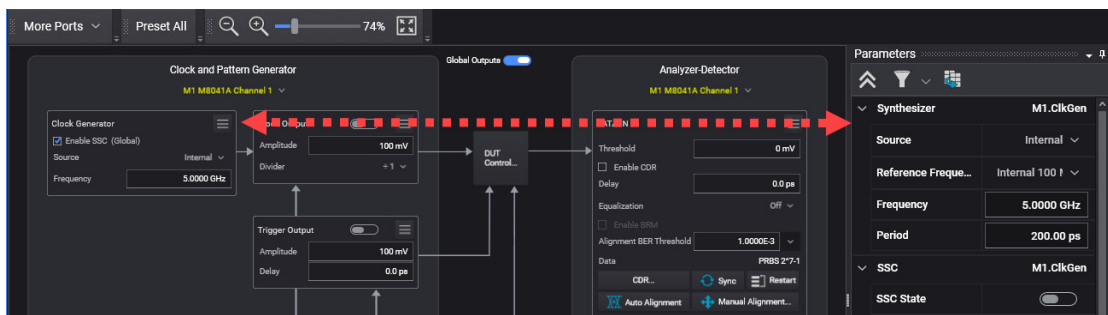 More Ports
Preset All
74%
Global Outputs
Clock and Pattern Generator
M1 M8041A Channel 1
Clock Generator
Enable SSC (Global)
Source Internal
Frequency 5.0000 GHz
Amplitude 100 mV
Divider ÷1
Trigger Output
Amplitude 100 mV
Delay 0.0 ps
DUT
Control...
Analyzer-Detector
M1 M8041A Channel 1
Threshold 0 mV
Enable CDR
Delay 0.0 ps
Equalization Off
Enable BRM
Alignment BER Threshold 1.0000E-3
Data PRBS 2^7-1
CDR... Sync Restart
Auto Alignment Manual Alignment...
Parameters
Synthesizer M1.ClkGen
Source Internal
Reference Freque... Internal 100
Frequency 5.0000 GHz
Period 200.00 ps
SSC M1.ClkGen
SSC State